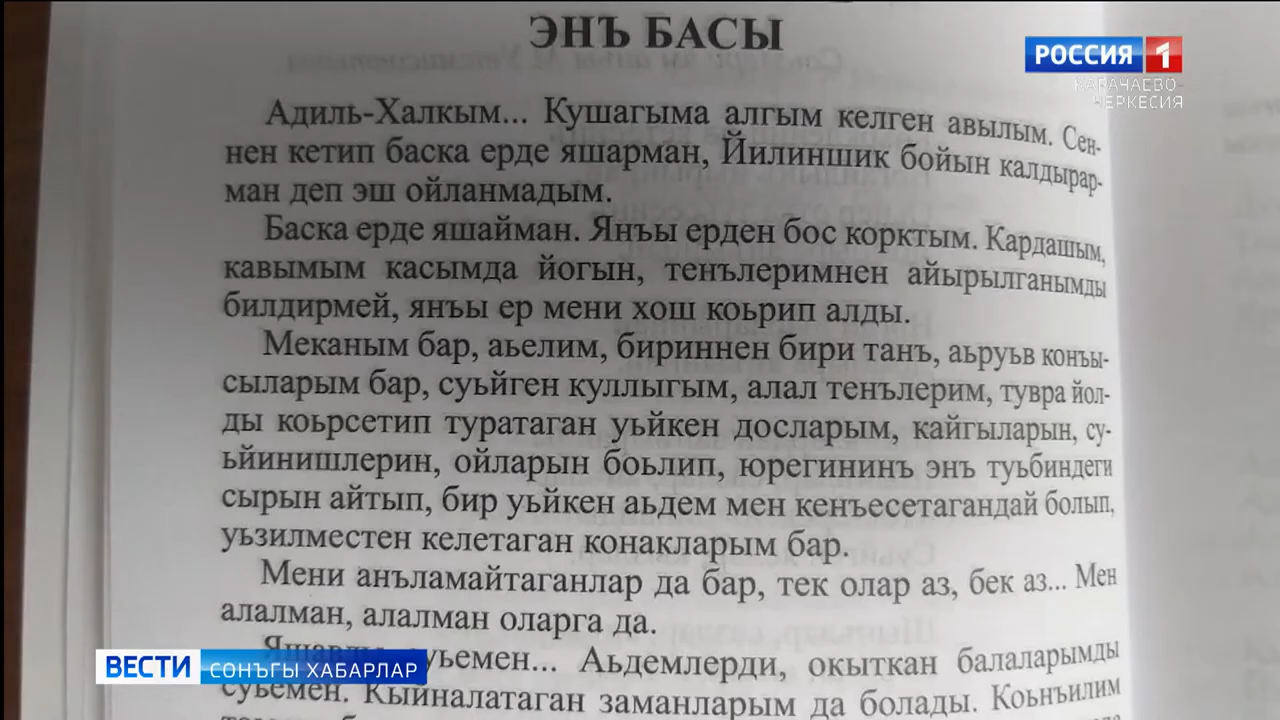 ЭНЪ БАСЫ
РОССИЯ 1
КАРАЧАЕВО-
ЧЕРКЕСИЯ
Адиль-Халкым... Кушагыма алгым келген авылым. Сен-
нен кетип баска ерде яшарман, Йилиншик бойын калдырар-
ман деп эш ойланмадым.
Баска ерде яшайман. Янъы ерден бос корктым. Кардашым,
кавымым касымда йогын, тенълеримнен айырылганымды
билдирмей, янъы ер мени хош коьрип алды.
Меканым бар, аьелим, бириннен бири танъ, аьруьв конъы-
сыларым бар, суьйген куллыгым, алал тенълерим, тувра йол-
ды коьрсетип туратаган уьйкен досларым, кайгыларын, су-
ьйинишлерин, ойларын боьлип, юрегининъ энъ туьбиндеги
сырын айтып, бир уьйкен аьдем мен кенъесетагандай болып,
уьзилместен келетаган конакларым бар.
Мени анъламайтаганлар да бар, тек олар аз, бек аз... Мен
алалман, алалман оларга да.
суьемен... Аьдемлерди, окыткан балаларымды
суьемен. Кыйналатаган заманларым да болады. Коьнъилим
ВЕСТИ СОНЪГЫ ХАБАРЛАР